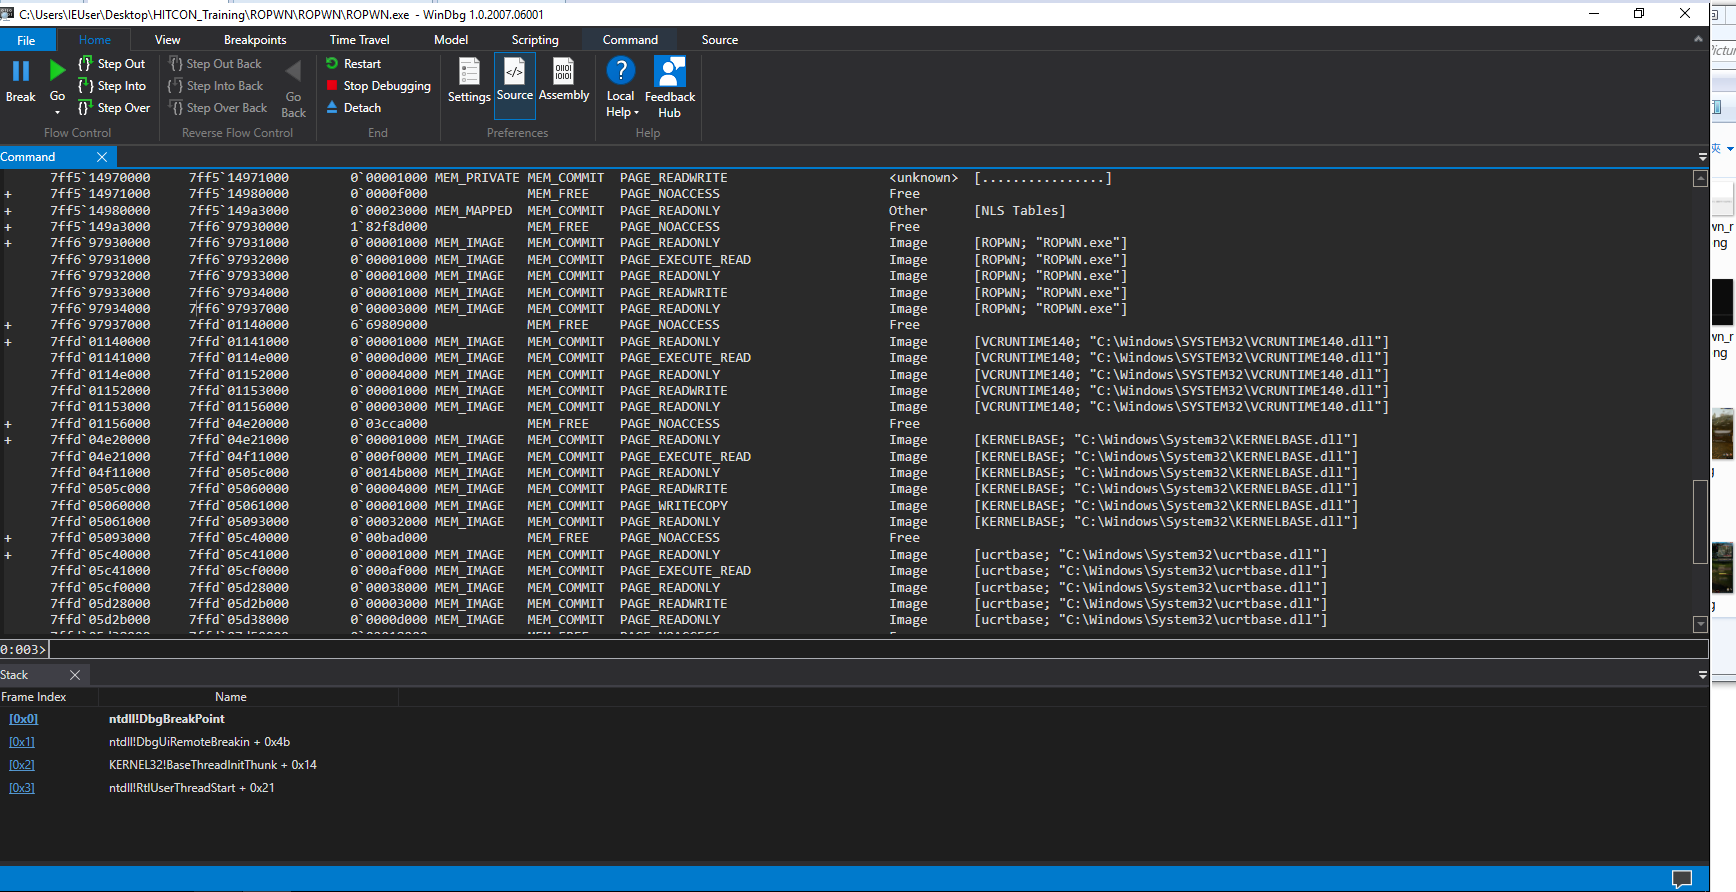 C:\Users\IEUser\Desktop\HITCON_Training\ROPWN\ROPWN\ROPWN.exe - WinDbg 1.0.2007.06001
File Home View Breakpoints Time Travel Model Scripting Command Source
Break
Go
Step Out
Step Into
Step Over
Flow Control
Step Out Back
Step Into Back
Step Over Back
Go Back
Reverse Flow Control
Restart
Stop Debugging
Detach
End
Settings
</> Source
Assembly
Preferences
? Local Help
Feedback Hub
Help
Command
7ff5`14970000 7ff5`14971000 0`00001000 MEM_PRIVATE MEM_COMMIT PAGE_READWRITE <unknown> [................]
+ 7ff5`14971000 7ff5`14980000 0`0000f000 MEM_FREE PAGE_NOACCESS Free
+ 7ff5`14980000 7ff5`149a3000 0`00023000 MEM_MAPPED MEM_COMMIT PAGE_READONLY Other [NLS Tables]
+ 7ff5`149a3000 7ff6`97930000 1`82f8d000 MEM_FREE PAGE_NOACCESS Free
+ 7ff6`97930000 7ff6`97931000 0`00001000 MEM_IMAGE MEM_COMMIT PAGE_READONLY Image [ROPWN; "ROPWN.exe"]
7ff6`97931000 7ff6`97932000 0`00001000 MEM_IMAGE MEM_COMMIT PAGE_EXECUTE_READ Image [ROPWN; "ROPWN.exe"]
7ff6`97932000 7ff6`97933000 0`00001000 MEM_IMAGE MEM_COMMIT PAGE_READONLY Image [ROPWN; "ROPWN.exe"]
7ff6`97933000 7ff6`97934000 0`00001000 MEM_IMAGE MEM_COMMIT PAGE_READWRITE Image [ROPWN; "ROPWN.exe"]
7ff6`97934000 7ff6`97937000 0`00003000 MEM_IMAGE MEM_COMMIT PAGE_READONLY Image [ROPWN; "ROPWN.exe"]
+ 7ff6`97937000 7ffd`01140000 6`69809000 MEM_FREE PAGE_NOACCESS Free
+ 7ffd`01140000 7ffd`01141000 0`00001000 MEM_IMAGE MEM_COMMIT PAGE_READONLY Image [VCRUNTIME140; "C:\Windows\SYSTEM32\VCRUNTIME140.dll"]
7ffd`01141000 7ffd`0114e000 0`0000d000 MEM_IMAGE MEM_COMMIT PAGE_EXECUTE_READ Image [VCRUNTIME140; "C:\Windows\SYSTEM32\VCRUNTIME140.dll"]
7ffd`0114e000 7ffd`01152000 0`00004000 MEM_IMAGE MEM_COMMIT PAGE_READONLY Image [VCRUNTIME140; "C:\Windows\SYSTEM32\VCRUNTIME140.dll"]
7ffd`01152000 7ffd`01153000 0`00001000 MEM_IMAGE MEM_COMMIT PAGE_READWRITE Image [VCRUNTIME140; "C:\Windows\SYSTEM32\VCRUNTIME140.dll"]
7ffd`01153000 7ffd`01156000 0`00003000 MEM_IMAGE MEM_COMMIT PAGE_READONLY Image [VCRUNTIME140; "C:\Windows\SYSTEM32\VCRUNTIME140.dll"]
+ 7ffd`01156000 7ffd`04e20000 0`03cca000 MEM_FREE PAGE_NOACCESS Free
+ 7ffd`04e20000 7ffd`04e21000 0`00001000 MEM_IMAGE MEM_COMMIT PAGE_READONLY Image [KERNELBASE; "C:\Windows\System32\KERNELBASE.dll"]
7ffd`04e21000 7ffd`04f11000 0`000f0000 MEM_IMAGE MEM_COMMIT PAGE_EXECUTE_READ Image [KERNELBASE; "C:\Windows\System32\KERNELBASE.dll"]
7ffd`04f11000 7ffd`0505c000 0`0014b000 MEM_IMAGE MEM_COMMIT PAGE_READONLY Image [KERNELBASE; "C:\Windows\System32\KERNELBASE.dll"]
7ffd`0505c000 7ffd`05060000 0`00004000 MEM_IMAGE MEM_COMMIT PAGE_READWRITE Image [KERNELBASE; "C:\Windows\System32\KERNELBASE.dll"]
7ffd`05060000 7ffd`05061000 0`00001000 MEM_IMAGE MEM_COMMIT PAGE_WRITECOPY Image [KERNELBASE; "C:\Windows\System32\KERNELBASE.dll"]
7ffd`05061000 7ffd`05093000 0`00032000 MEM_IMAGE MEM_COMMIT PAGE_READONLY Image [KERNELBASE; "C:\Windows\System32\KERNELBASE.dll"]
+ 7ffd`05093000 7ffd`05c40000 0`00bad000 MEM_FREE PAGE_NOACCESS Free
+ 7ffd`05c40000 7ffd`05c41000 0`00001000 MEM_IMAGE MEM_COMMIT PAGE_READONLY Image [ucrtbase; "C:\Windows\System32\ucrtbase.dll"]
7ffd`05c41000 7ffd`05cf0000 0`000af000 MEM_IMAGE MEM_COMMIT PAGE_EXECUTE_READ Image [ucrtbase; "C:\Windows\System32\ucrtbase.dll"]
7ffd`05cf0000 7ffd`05d28000 0`00038000 MEM_IMAGE MEM_COMMIT PAGE_READONLY Image [ucrtbase; "C:\Windows\System32\ucrtbase.dll"]
7ffd`05d28000 7ffd`05d2b000 0`00003000 MEM_IMAGE MEM_COMMIT PAGE_READWRITE Image [ucrtbase; "C:\Windows\System32\ucrtbase.dll"]
7ffd`05d2b000 7ffd`05d38000 0`0000d000 MEM_IMAGE MEM_COMMIT PAGE_READONLY Image [ucrtbase; "C:\Windows\System32\ucrtbase.dll"]
0:003>
Stack
Frame Index Name
[0x0] ntdll!DbgBreakPoint
[0x1] ntdll!DbgUiRemoteBreakin + 0x4b
[0x2] KERNEL32!BaseThreadInitThunk + 0x14
[0x3] ntdll!RtlUserThreadStart + 0x21